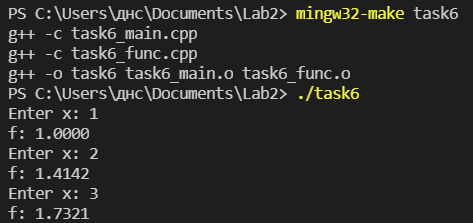 PS C:\Users\днс\Documents\Lab2> mingw32-make task6
g++ -c task6_main.cpp
g++ -c task6_func.cpp
g++ -o task6 task6_main.o task6_func.o
PS C:\Users\днс\Documents\Lab2> ./task6
Enter x: 1
f: 1.0000
Enter x: 2
f: 1.4142
Enter x: 3
f: 1.7321